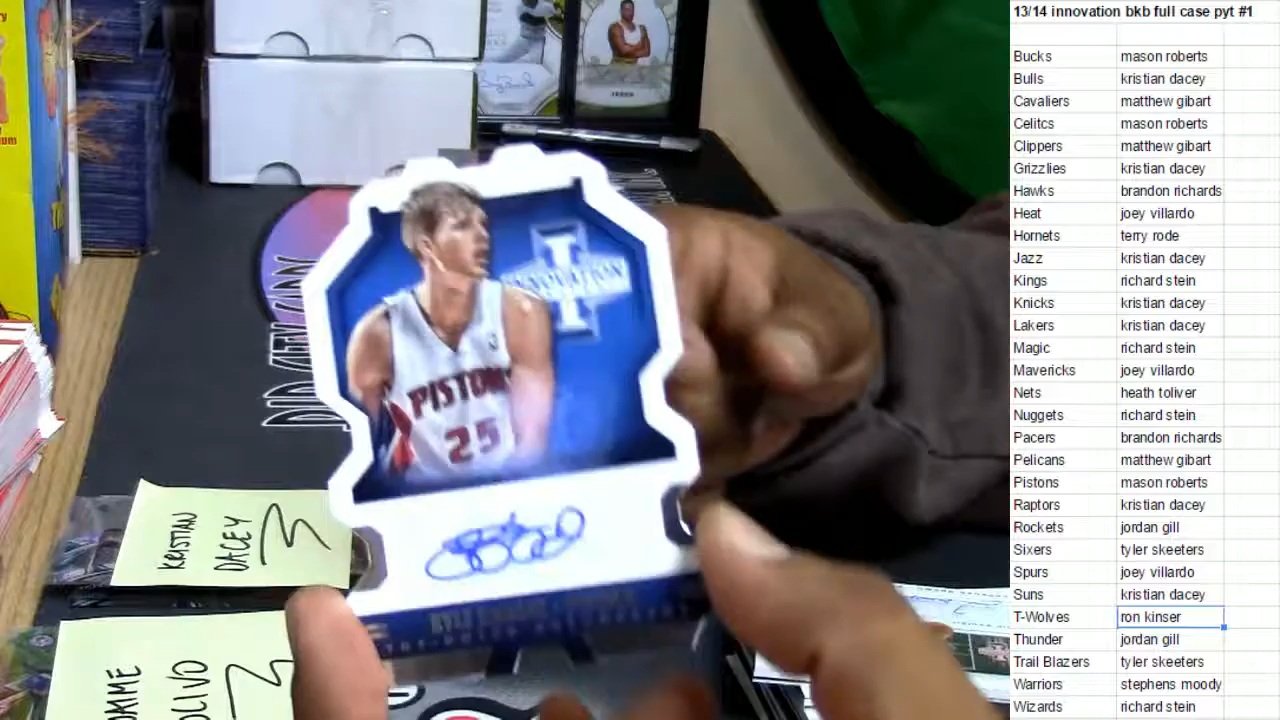 13/14 innovation bkb full case pyt #1
Bucks mason roberts
Bulls kristian dacey
Cavaliers matthew gibart
Celitcs mason roberts
Clippers matthew gibart
Grizzlies kristian dacey
Hawks brandon richards
Heat joey villardo
Hornets terry rode
Jazz kristian dacey
Kings richard stein
Knicks kristian dacey
Lakers kristian dacey
Magic richard stein
Mavericks joey villardo
Nets heath toliver
Nuggets richard stein
Pacers brandon richards
Pelicans matthew gibart
Pistons mason roberts
Raptors kristian dacey
Rockets jordan gill
Sixers tyler skeeters
Spurs joey villardo
Suns kristian dacey
T-Wolves ron kinser
Thunder jordan gill
Trail Blazers tyler skeeters
Warriors stephens moody
Wizards richard stein
INNOVATION
PISTONS
25
KRISTIAN
DACEY
3